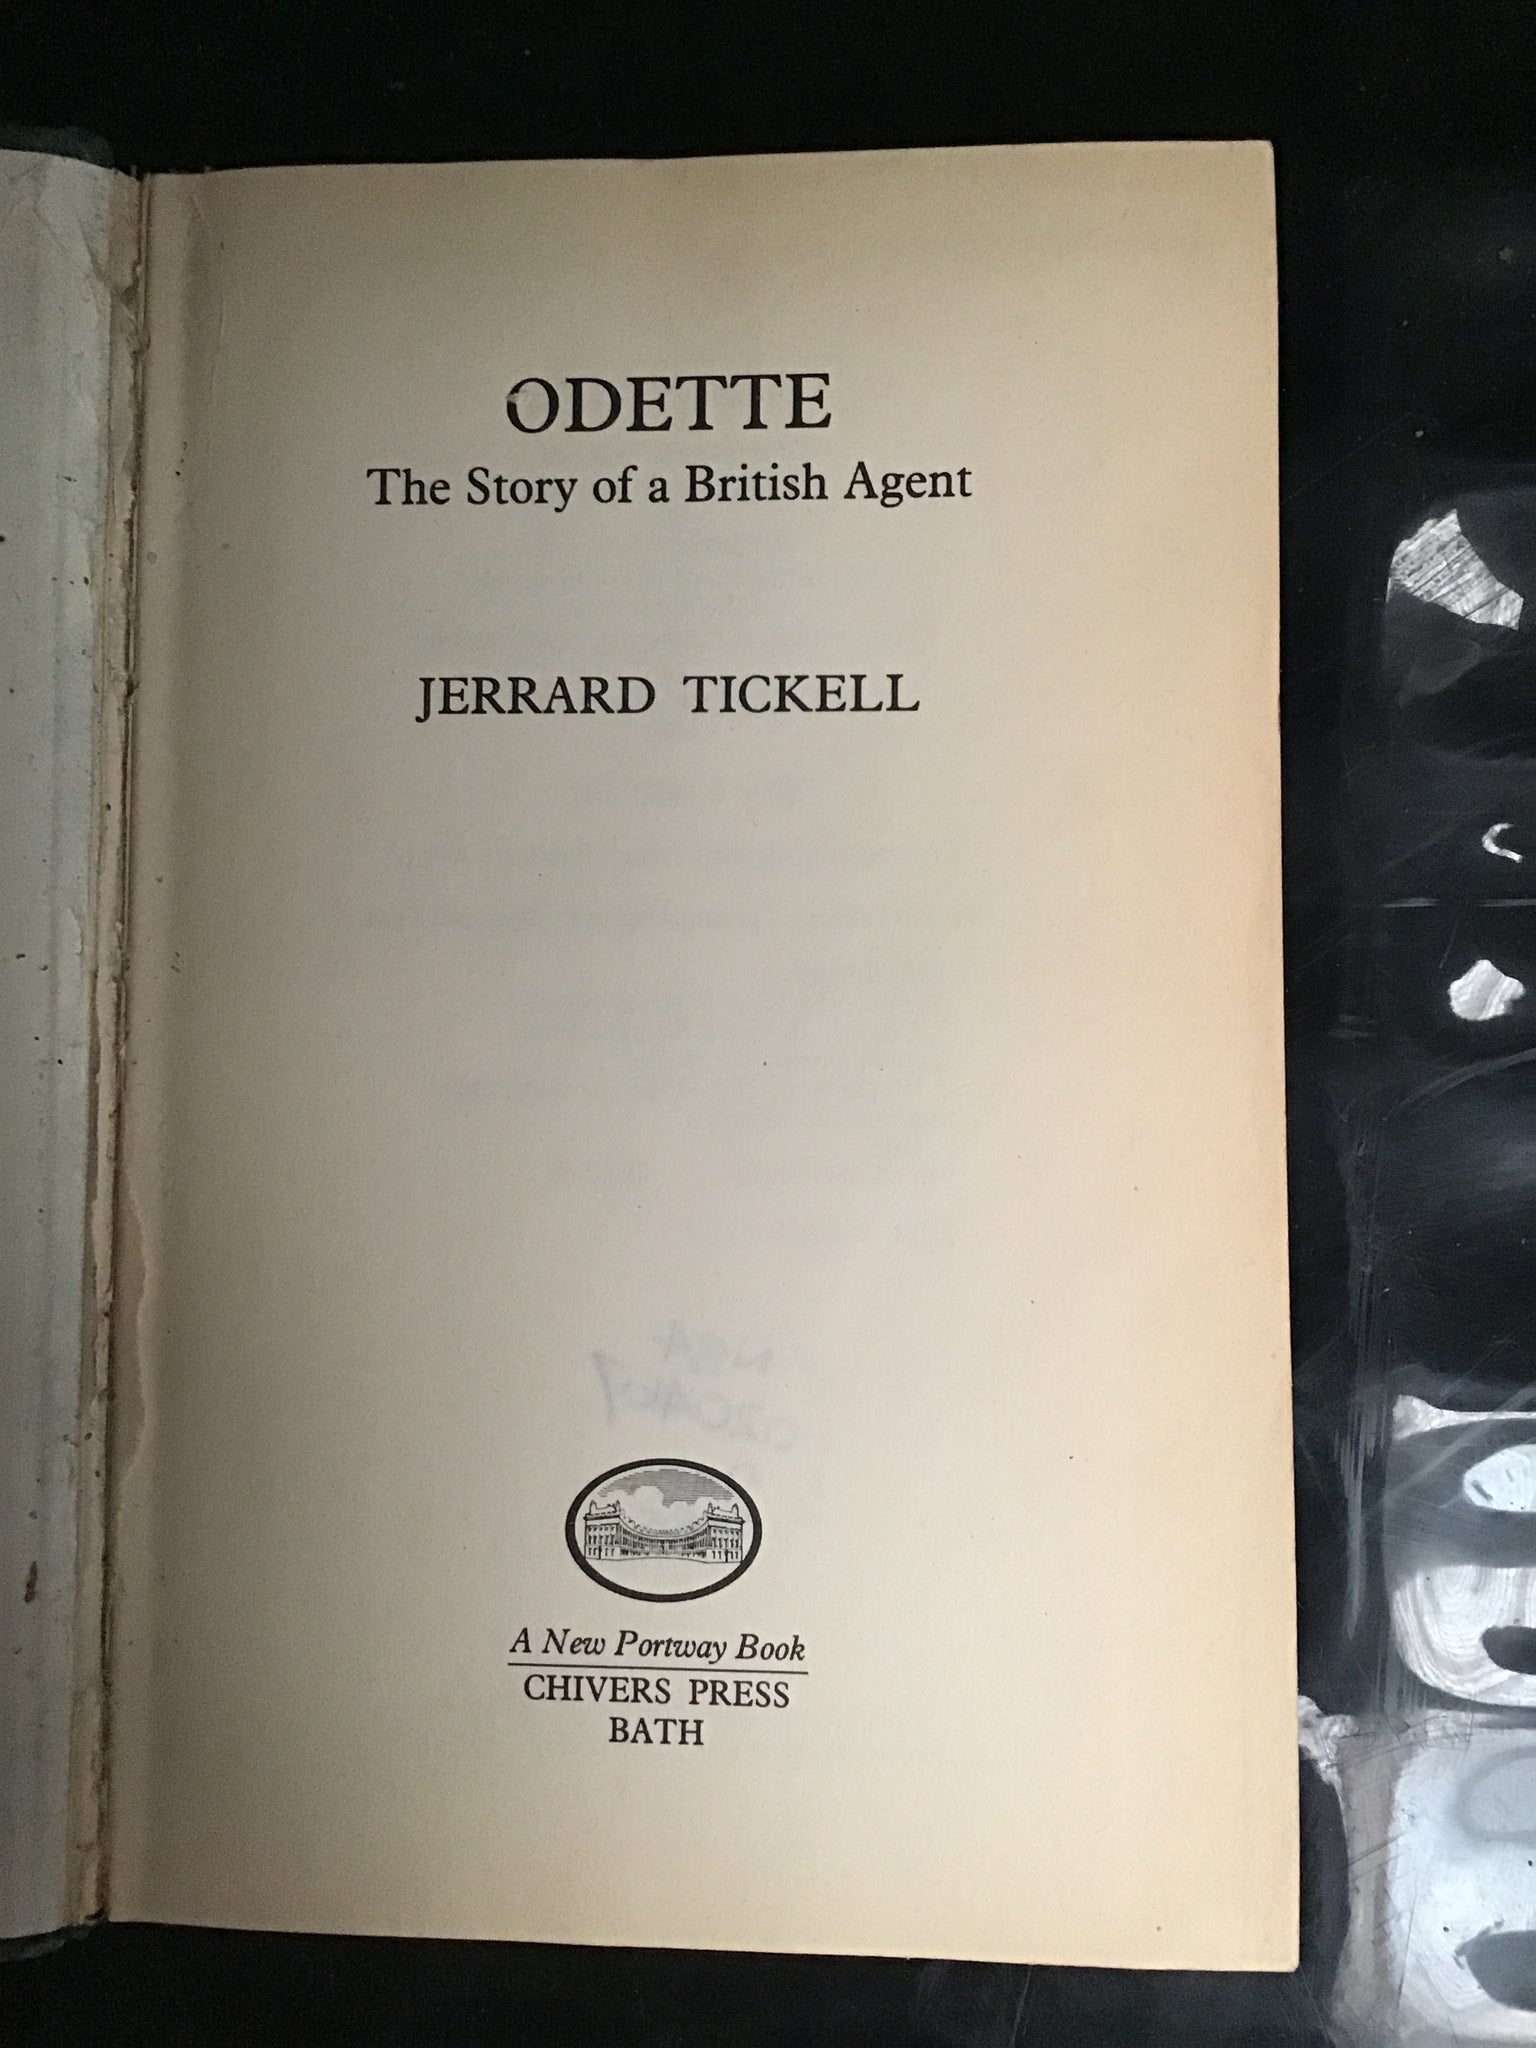 ODETTE
The Story of a British Agent
JERRARD TICKELL
A New Portway Book
CHIVERS PRESS
BATH